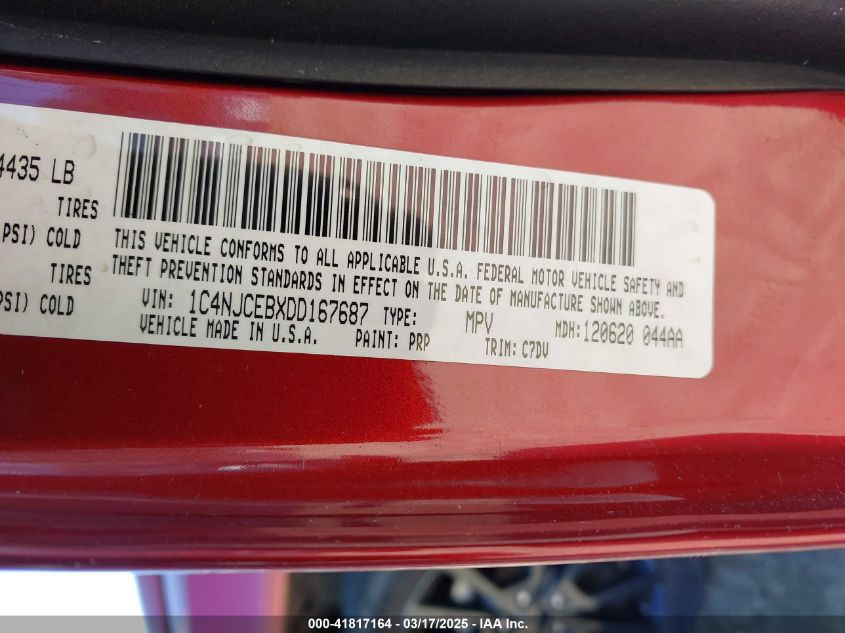 4435 LB
TIRES
PSI) COLD
TIRES
PSI) COLD
THIS VEHICLE CONFORMS TO ALL APPLICABLE U.S.A. FEDERAL MOTOR VEHICLE SAFETY AND
THEFT PREVENTION STANDARDS IN EFFECT ON THE DATE OF MANUFACTURE SHOWN ABOVE.
VIN: 1C4NJCEBXDD167687 TYPE: MPV MDH:120620 044AA
VEHICLE MADE IN U.S.A. PAINT: PRP TRIM: C7DV
000-41817164 — 03/17/2025 — IAA Inc.